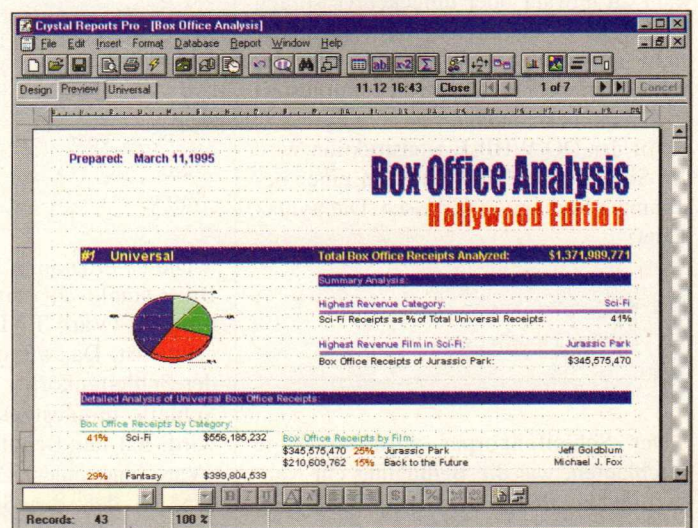 Crystal Reports Pro - [Box Office Analysis]
File Edit Insert Format Database Report Window Help
Design Preview Universal 11.12 16:43 Close 1 of 7 Cancel
Prepared: March 11,1995
Box Office Analysis
Hollywood Edition
#1 Universal Total Box Office Receipts Analyzed: $1,371,989,771
Summary Analysis:
Highest Revenue Category: Sci-Fi
Sci-Fi Receipts as % of Total Universal Receipts: 41%
Highest Revenue Film in Sci-Fi: Jurassic Park
Box Office Receipts of Jurassic Park: $345,575,470
Detailed Analysis of Universal Box Office Receipts:
Box Office Receipts by Category:
Box Office Receipts by Film:
41% Sci-Fi $556,185,232
$345,575,470 25% Jurassic Park Jeff Goldblum
$210,609,762 15% Back to the Future Michael J. Fox
29% Fantasy $399,804,539
Records: 43 100 %